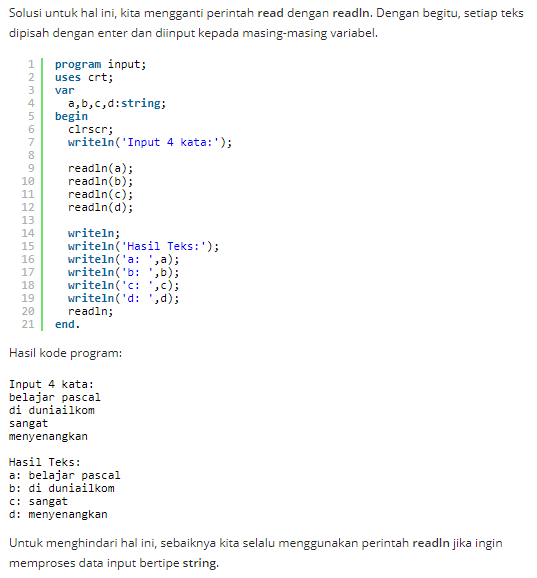 Solusi untuk hal ini, kita mengganti perintah read dengan readln. Dengan begitu, setiap teks
dipisah dengan enter dan diinput kepada masing-masing variabel.
1 program input;
2 uses crt;
3 var
4   a,b,c,d:string;
5 begin
6   clrscr;
7   writeln('Input 4 kata:');
8
9   readln(a);
10   readln(b);
11   readln(c);
12   readln(d);
13
14   writeln;
15   writeln('Hasil Teks:');
16   writeln('a: ',a);
17   writeln('b: ',b);
18   writeln('c: ',c);
19   writeln('d: ',d);
20   readln;
21 end.
Hasil kode program:
Input 4 kata:
belajar pascal
di duniailkom
sangat
menyenangkan
Hasil Teks:
a: belajar pascal
b: di duniailkom
c: sangat
d: menyenangkan
Untuk menghindari hal ini, sebaiknya kita selalu menggunakan perintah readln jika ingin
memproses data input bertipe string.